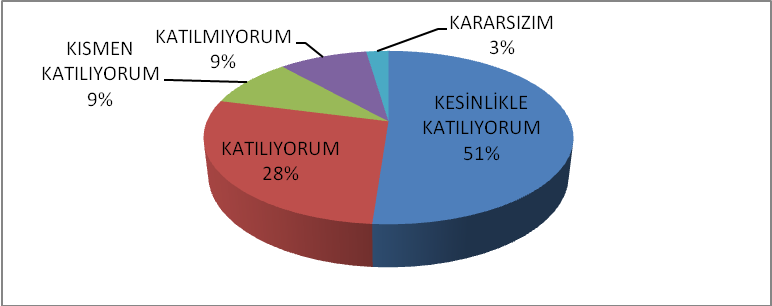 KARARSIZIM
3%
KATILMIYORUM
9%
KISMEN
KATILIYORUM
9%
KESİNLİKLE
KATILIYORUM
51%
KATILIYORUM
28%